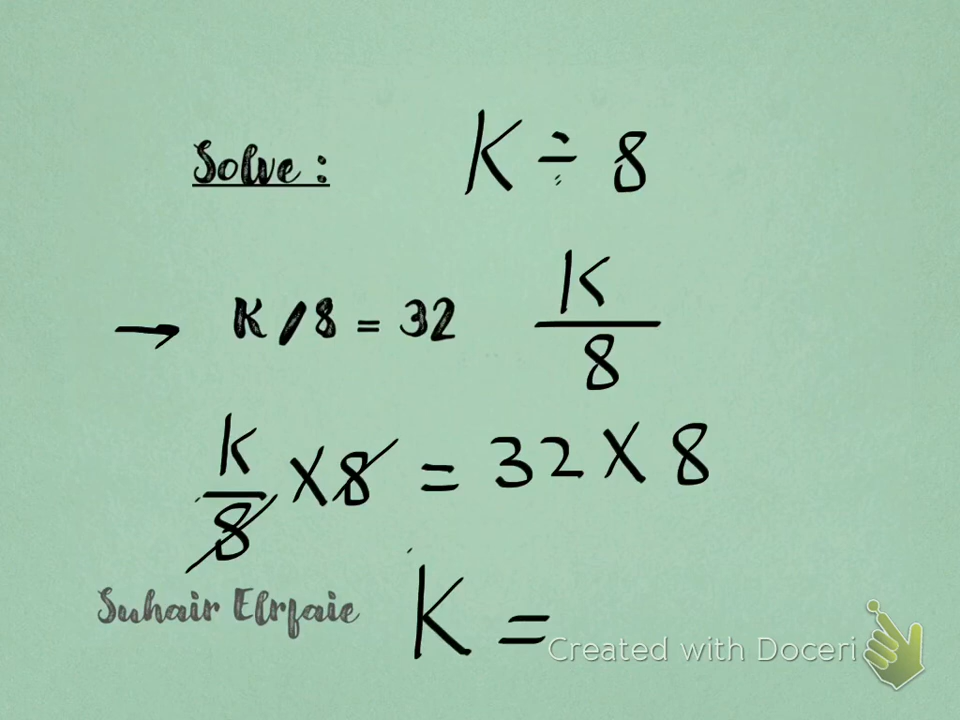 Solve : K ÷ 8
→ K / 8 = 32 K
8
K
8 × 8 = 32 × 8
Suhair Elrfaie K =
Created with Doceri